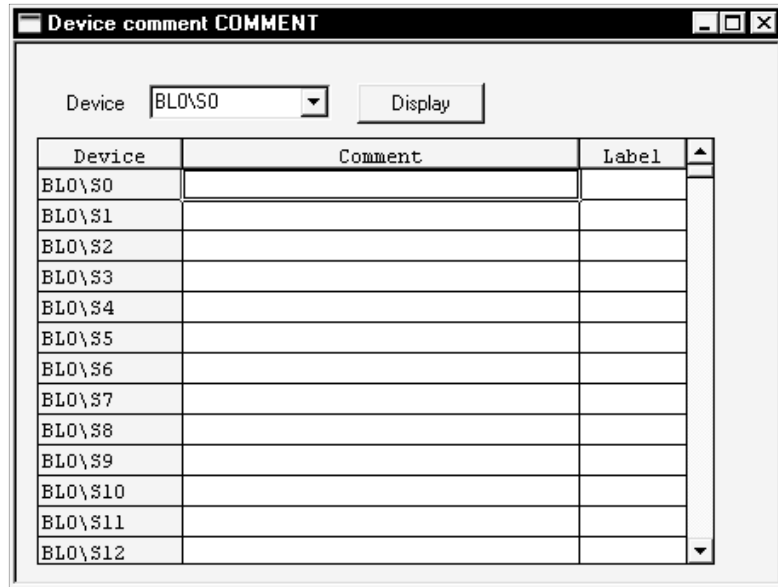 Device comment COMMENT
Device BL0\S0 Display
Device Comment Label
BL0\S0
BL0\S1
BL0\S2
BL0\S3
BL0\S4
BL0\S5
BL0\S6
BL0\S7
BL0\S8
BL0\S9
BL0\S10
BL0\S11
BL0\S12